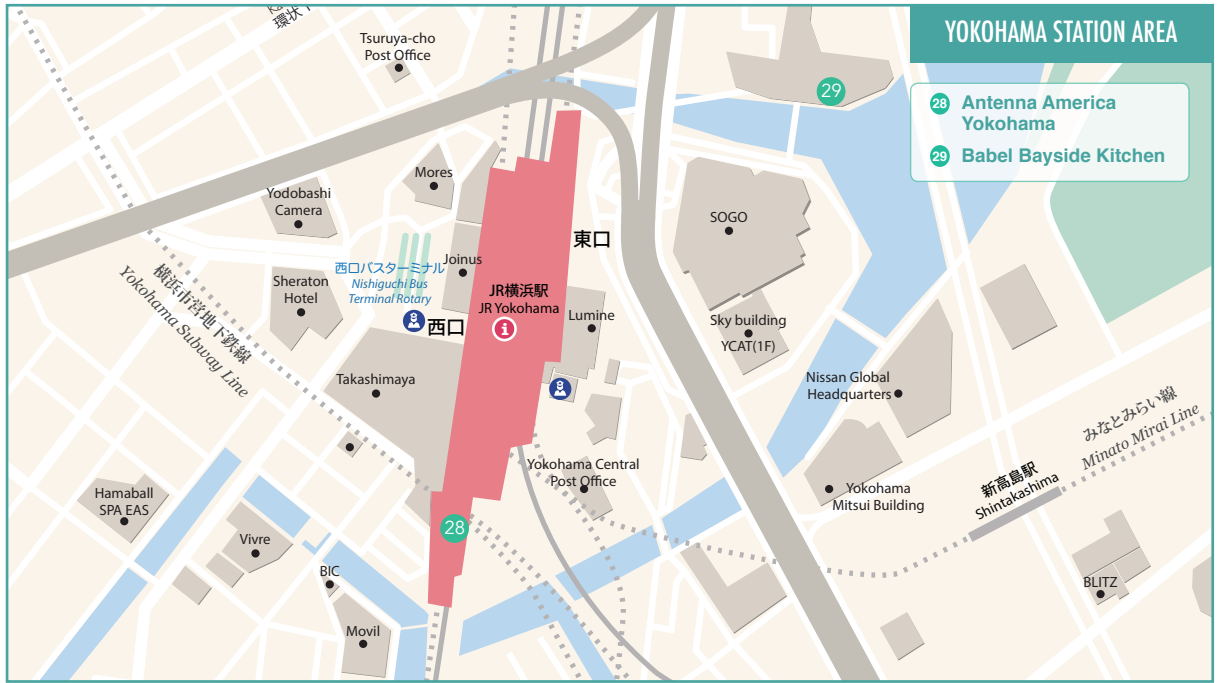 環状
YOKOHAMA STATION AREA
28 Antenna America
Yokohama
29 Babel Bayside Kitchen
Tsuruya-cho
Post Office
29
Mores
Yodobashi
Camera
SOGO
東口
Joinus
西口バスターミナル
Nishiguchi Bus
Terminal Rotary
Sheraton
Hotel
JR横浜駅
JR Yokohama
i
西口
Lumine
Sky building
YCAT(1F)
横浜市営地下鉄線
Yokohama Subway Line
Takashimaya
Nissan Global
Headquarters
みなとみらい線
Minato Mirai Line
Yokohama Central
Post Office
新高島駅
Shintakashima
Yokohama
Mitsui Building
Hamaball
SPA EAS
28
Vivre
BIC
BLITZ
Movil